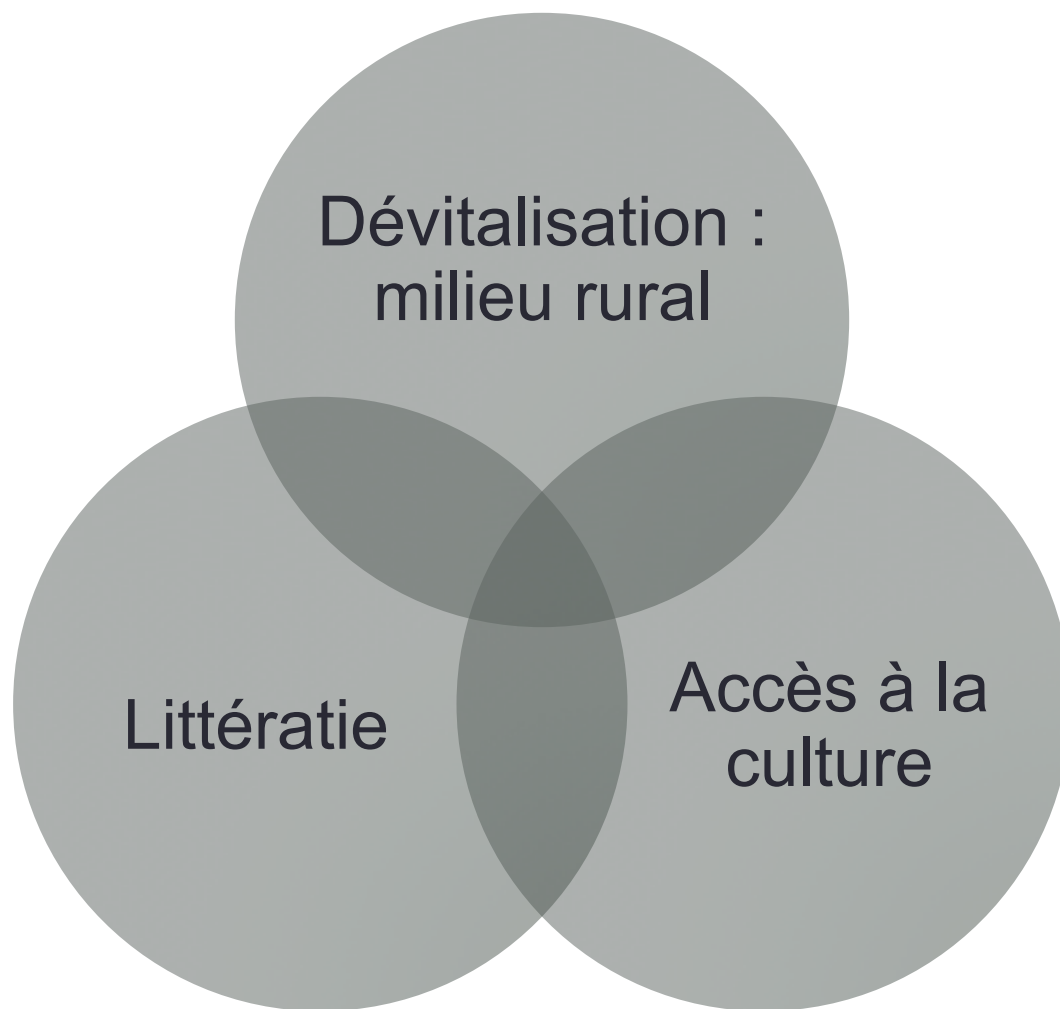 Dévitalisation :
milieu rural
Littératie
Accès à la
culture